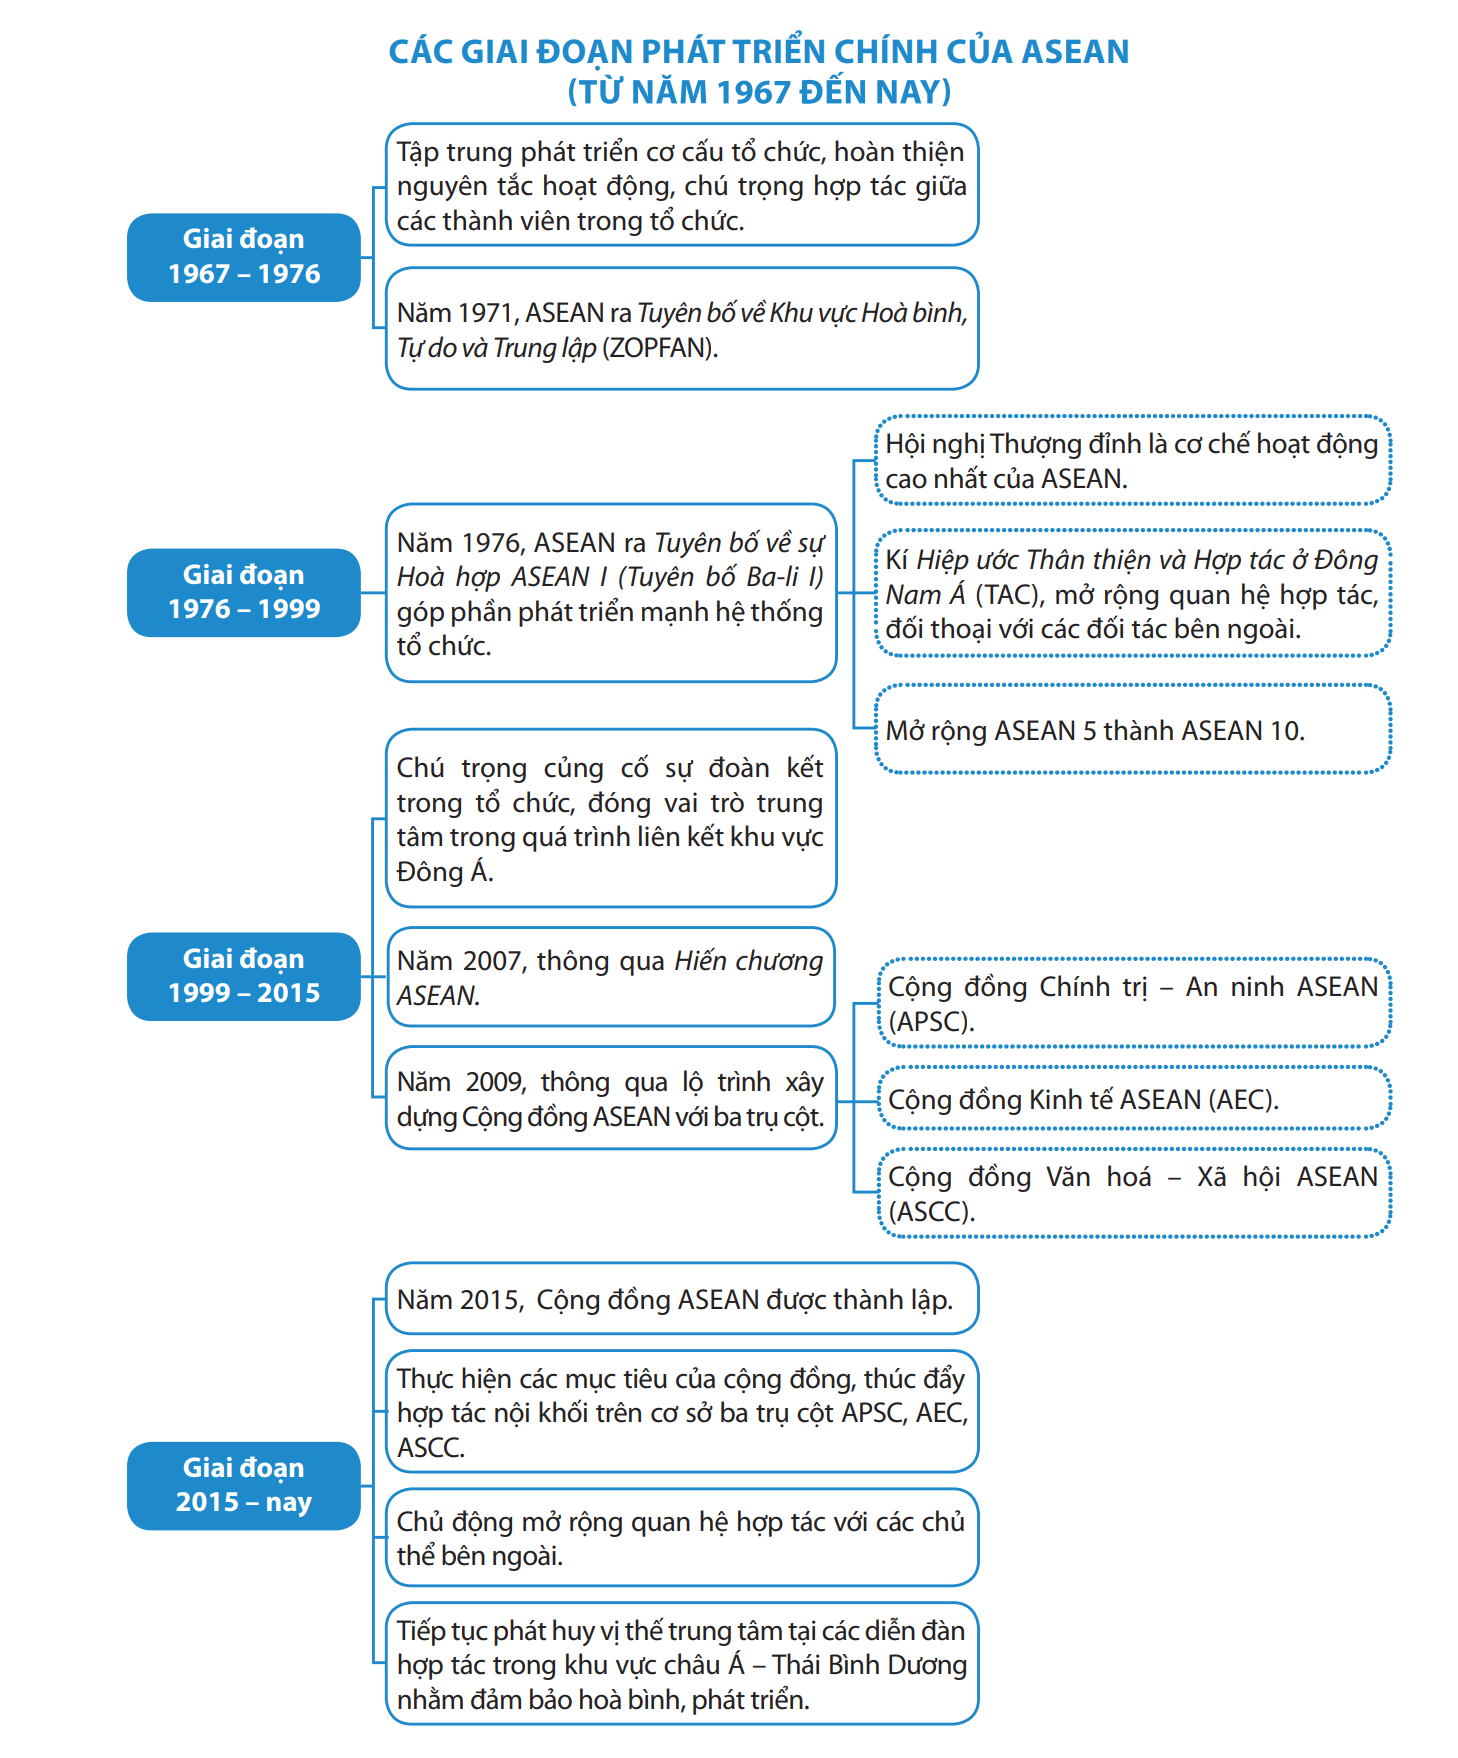 CÁC GIAI ĐOẠN PHÁT TRIỂN CHÍNH CỦA ASEAN
(TỪ NĂM 1967 ĐẾN NAY)
Giai đoạn
1967 – 1976
Tập trung phát triển cơ cấu tổ chức, hoàn thiện
nguyên tắc hoạt động, chú trọng hợp tác giữa
các thành viên trong tổ chức.
Năm 1971, ASEAN ra Tuyên bố về Khu vực Hoà bình,
Tự do và Trung lập (ZOPFAN).
Giai đoạn
1976 – 1999
Năm 1976, ASEAN ra Tuyên bố về sự
Hoà hợp ASEAN I (Tuyên bố Ba-li I)
góp phần phát triển mạnh hệ thống
tổ chức.
Hội nghị Thượng đỉnh là cơ chế hoạt động
cao nhất của ASEAN.
Kí Hiệp ước Thân thiện và Hợp tác ở Đông
Nam Á (TAC), mở rộng quan hệ hợp tác,
đối thoại với các đối tác bên ngoài.
Mở rộng ASEAN 5 thành ASEAN 10.
Giai đoạn
1999 – 2015
Chú trọng củng cố sự đoàn kết
trong tổ chức, đóng vai trò trung
tâm trong quá trình liên kết khu vực
Đông Á.
Năm 2007, thông qua Hiến chương
ASEAN.
Năm 2009, thông qua lộ trình xây
dựng Cộng đồng ASEAN với ba trụ cột.
Cộng đồng Chính trị – An ninh ASEAN
(APSC).
Cộng đồng Kinh tế ASEAN (AEC).
Cộng đồng Văn hoá – Xã hội ASEAN
(ASCC).
Giai đoạn
2015 – nay
Năm 2015, Cộng đồng ASEAN được thành lập.
Thực hiện các mục tiêu của cộng đồng, thúc đẩy
hợp tác nội khối trên cơ sở ba trụ cột APSC, AEC,
ASCC.
Chủ động mở rộng quan hệ hợp tác với các chủ
thể bên ngoài.
Tiếp tục phát huy vị thế trung tâm tại các diễn đàn
hợp tác trong khu vực châu Á – Thái Bình Dương
nhằm đảm bảo hoà bình, phát triển.